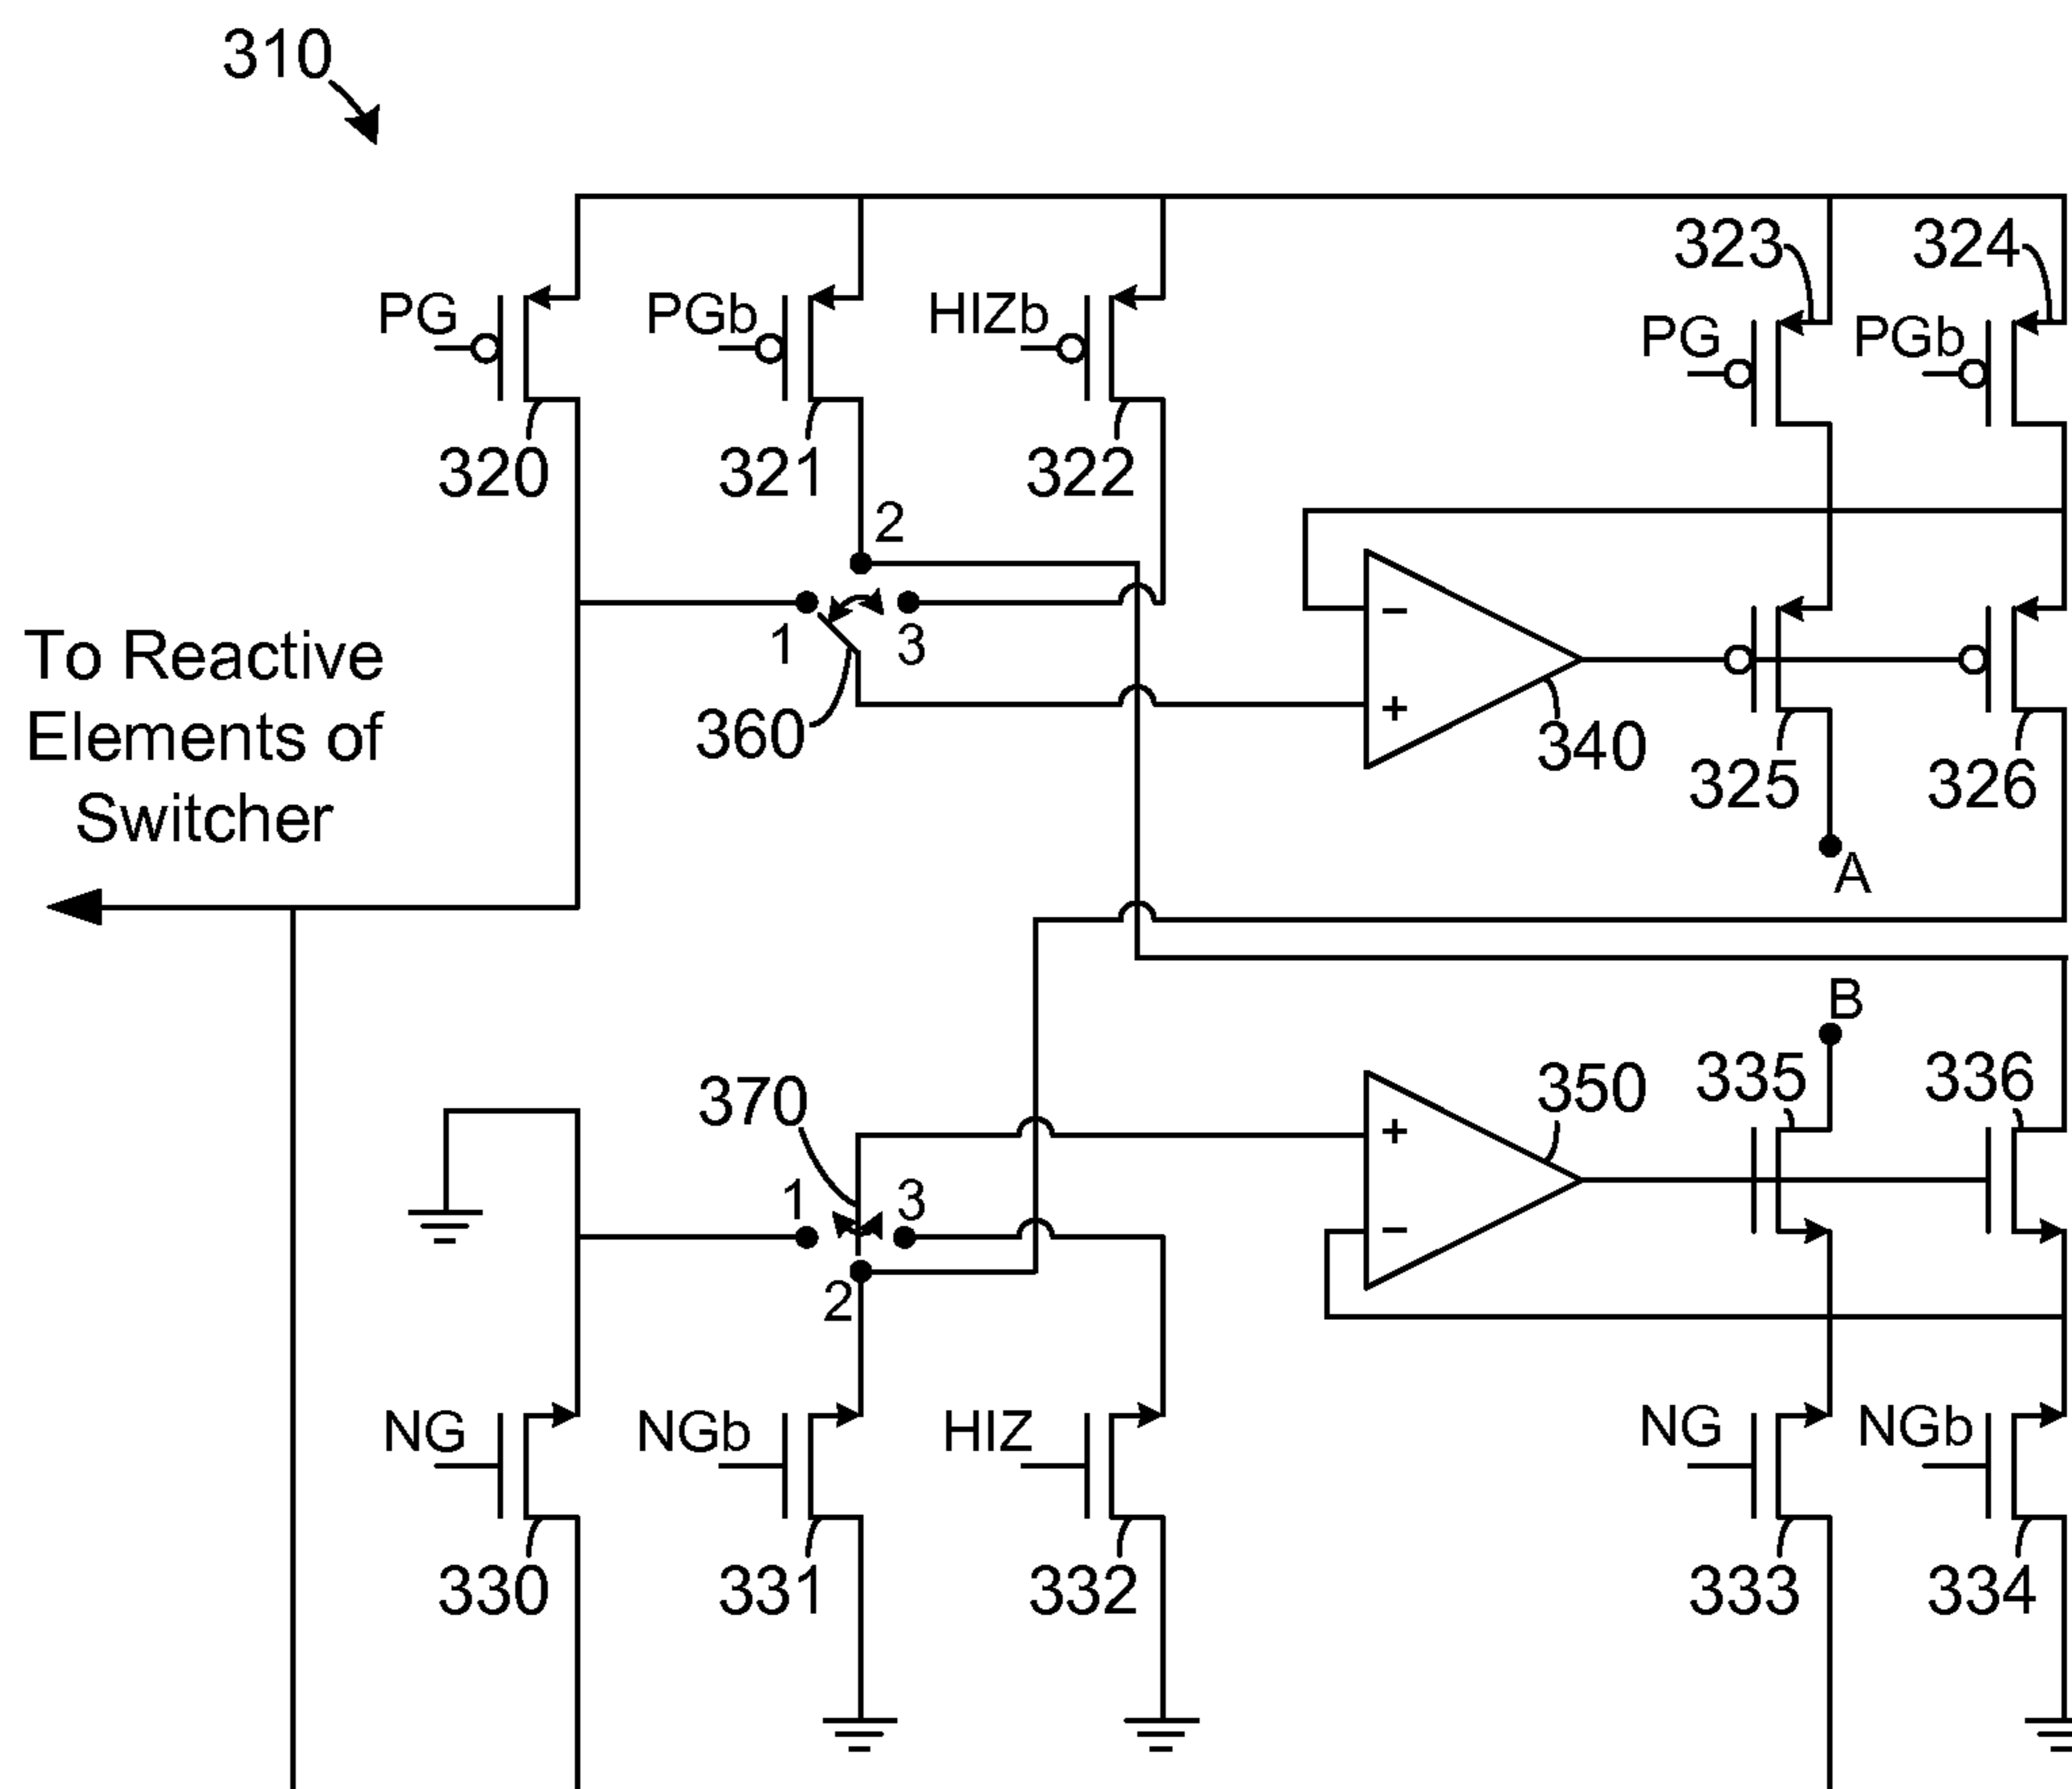 310
323
324
PG
PGb
HIZb
PG
PGb
320
321
322
2
1
3
To Reactive
Elements of
Switcher
360
-
+
340
325
326
A
B
370
350
335
336
+
-
1
3
2
NG
NGb
HIZ
NG
NGb
330
331
332
333
334